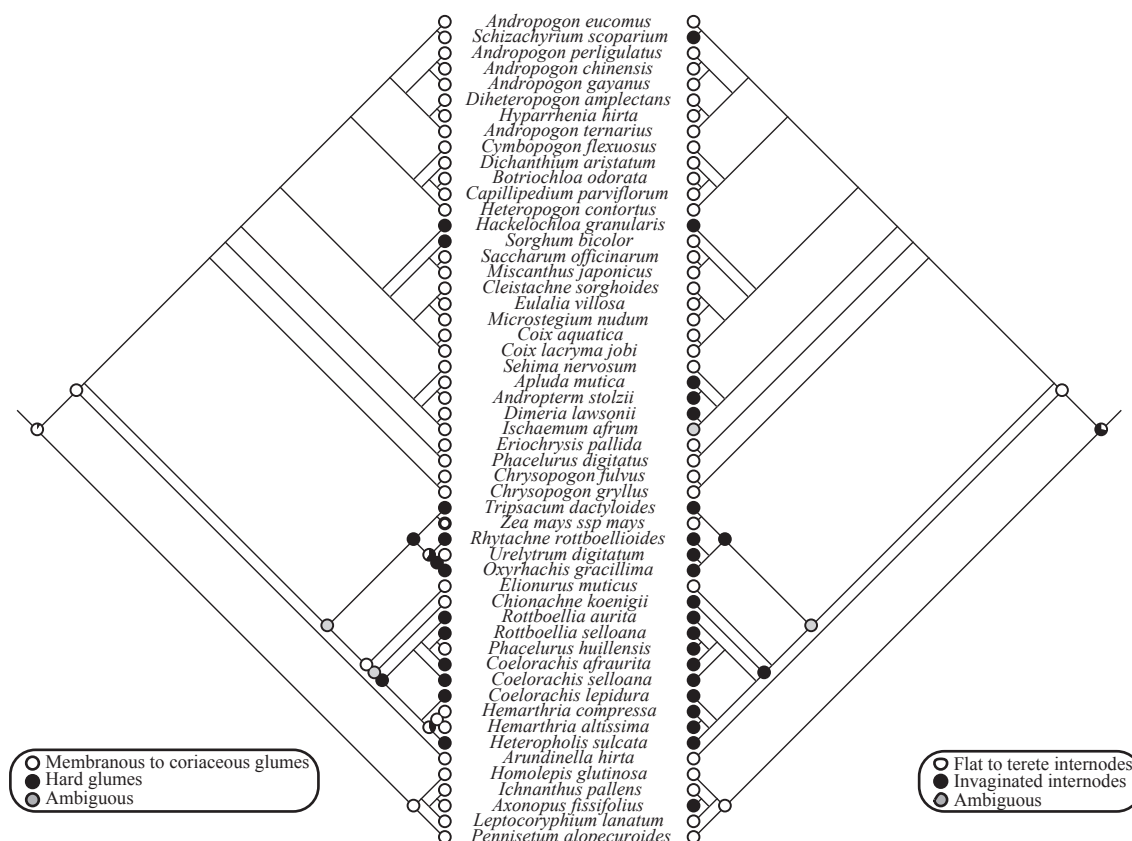 Andropogon eucomus
Schizachyrium scoparium
Andropogon perligulatus
Andropogon chinensis
Andropogon gayanus
Diheteropogon amplectans
Hyparrhenia hirta
Andropogon ternarius
Cymbopogon flexuosus
Dichanthium aristatum
Botriochloa odorata
Capillipedium parviflorum
Heteropogon contortus
Hackelochloa granularis
Sorghum bicolor
Saccharum officinarum
Miscanthus japonicus
Cleistachne sorghoides
Eulalia villosa
Microstegium nudum
Coix aquatica
Coix lacryma jobi
Sehima nervosum
Apluda mutica
Andropterm stolzii
Dimeria lawsonii
Ischaemum afrum
Eriochrysis pallida
Phacelurus digitatus
Chrysopogon fulvus
Chrysopogon gryllus
Tripsacum dactyloides
Zea mays ssp mays
Rhytachne rottboellioides
Urelytrum digitatum
Oxyrhachis gracillima
Elionurus muticus
Chionachne koenigii
Rottboellia aurita
Rottboellia selloana
Phacelurus huillensis
Coelorachis afraurita
Coelorachis selloana
Coelorachis lepidura
Hemarthria compressa
Hemarthria altissima
Heteropholis sulcata
Arundinella hirta
Homolepis glutinosa
Ichnanthus pallens
Axonopus fissifolius
Leptocoryphium lanatum
Pennisetum alopecuroides
Membranous to coriaceous glumes
Hard glumes
Ambiguous
Flat to terete internodes
Invaginated internodes
Ambiguous